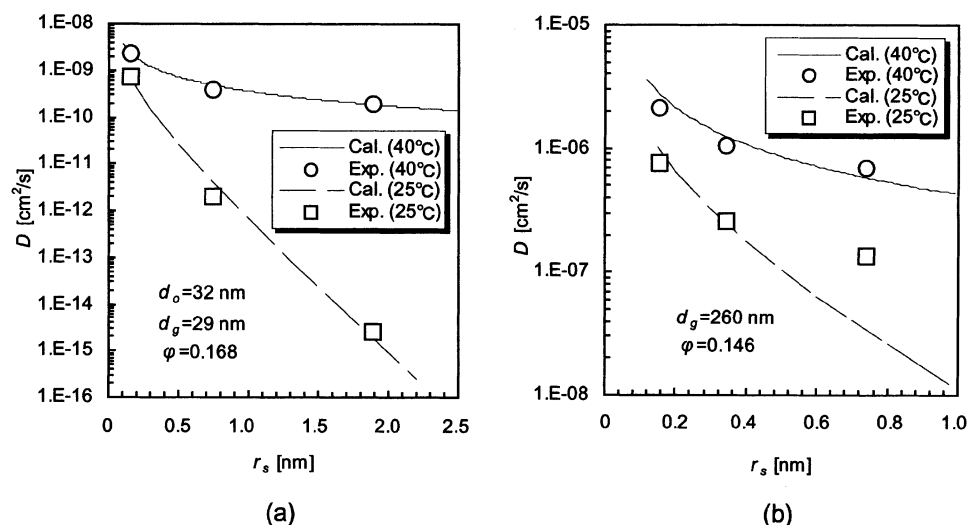 1.E-08
1.E-09
1.E-10
1.E-11
1.E-12
1.E-13
1.E-14
1.E-15
1.E-16
D [cm²/s]
Cal. (40℃)
Exp. (40℃)
Cal. (25℃)
Exp. (25℃)
d_o=32 nm
d_g=29 nm
φ=0.168
0 0.5 1.0 1.5 2.0 2.5
r_s [nm]
(a)
1.E-05
1.E-06
1.E-07
1.E-08
D [cm²/s]
Cal. (40℃)
Exp. (40℃)
Cal. (25℃)
Exp. (25℃)
d_g=260 nm
φ=0.146
0 0.2 0.4 0.6 0.8 1.0
r_s [nm]
(b)